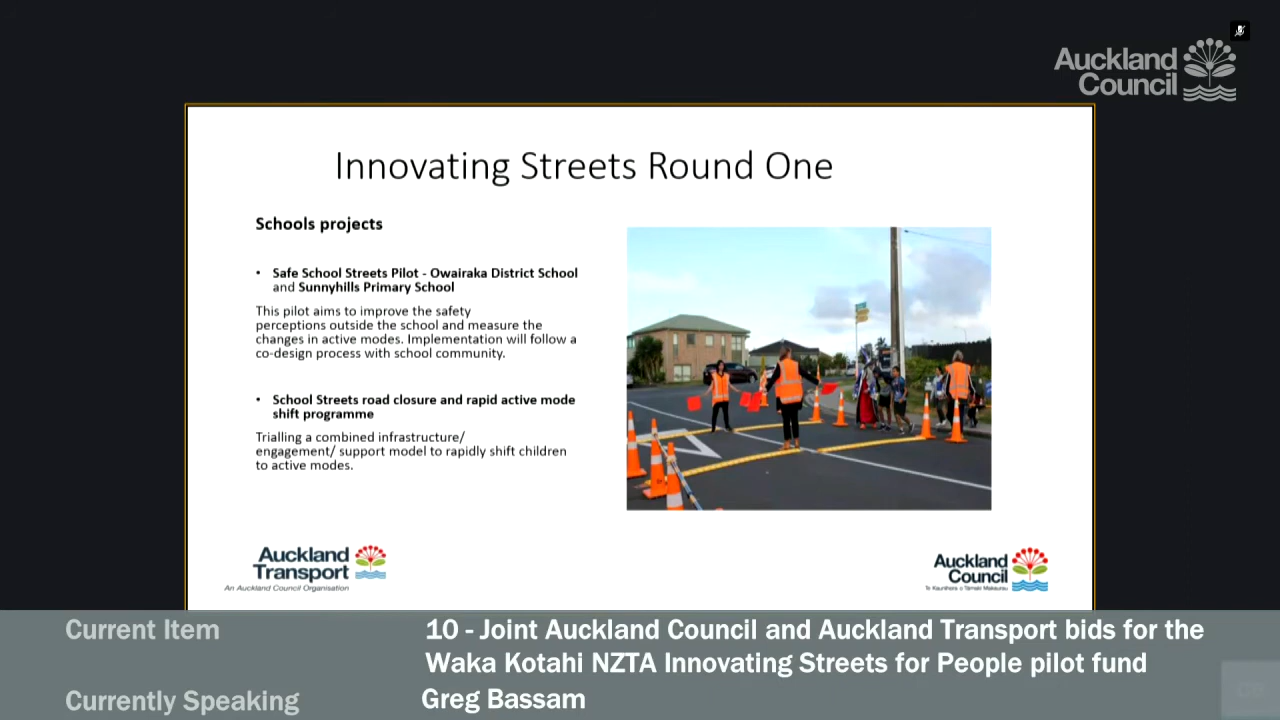 Auckland
Council
Innovating Streets Round One
Schools projects
• Safe School Streets Pilot - Owairaka District School
and Sunnyhills Primary School
This pilot aims to improve the safety
perceptions outside the school and measure the
changes in active modes. Implementation will follow a
co-design process with school community.
• School Streets road closure and rapid active mode
shift programme
Trialling a combined infrastructure/
engagement/ support model to rapidly shift children
to active modes.
Auckland
Transport
An Auckland Council Organisation
Auckland
Council
Te Kaunihera o Tāmaki Makaurau
Current Item
10 - Joint Auckland Council and Auckland Transport bids for the
Waka Kotahi NZTA Innovating Streets for People pilot fund
Currently Speaking
Greg Bassam